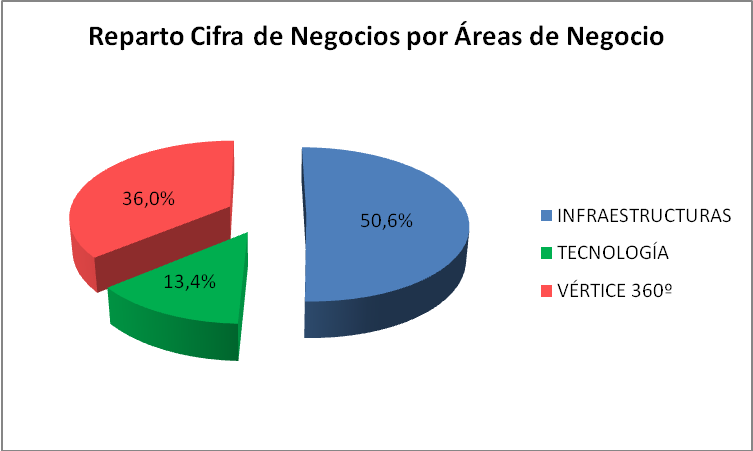 Reparto Cifra de Negocios por Áreas de Negocio
36,0%
50,6%
13,4%
INFRAESTRUCTURAS
TECNOLOGÍA
VÉRTICE 360º